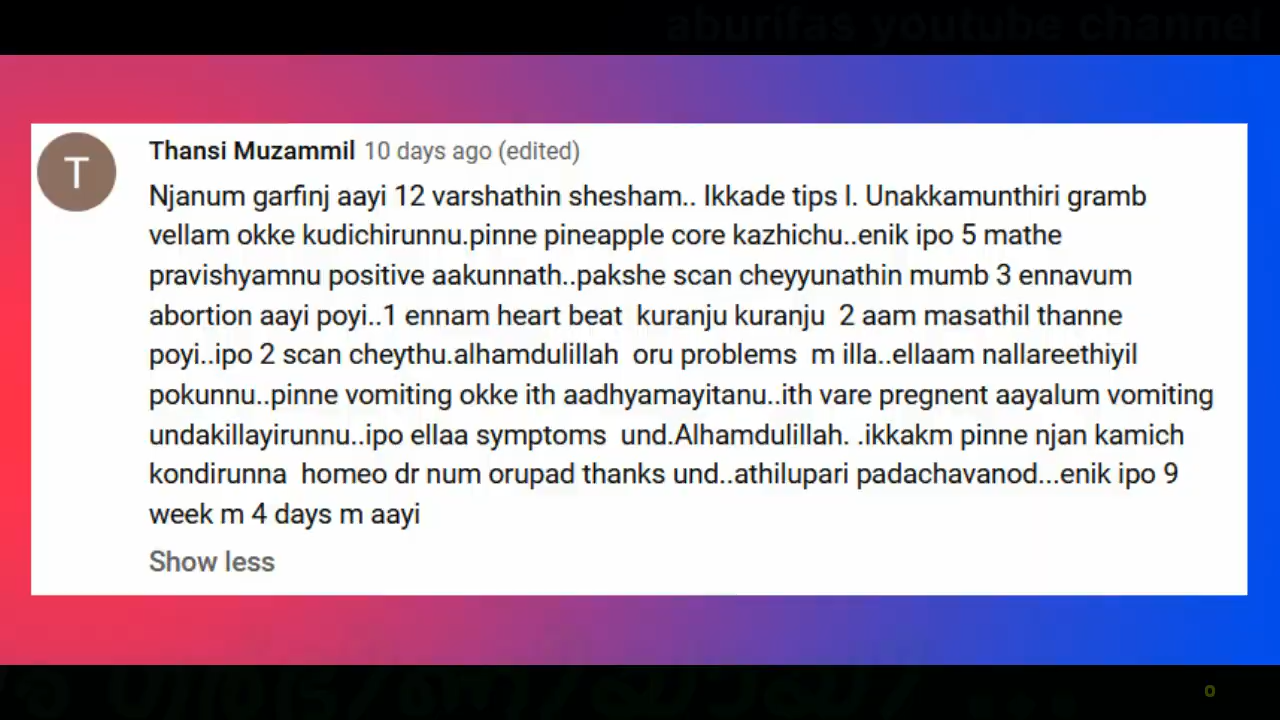 aburifas youtube channel
T
Thansi Muzammil 10 days ago (edited)
Njanum garfinj aayi 12 varshathin shesham.. Ikkade tips l. Unakkamunthiri gramb
vellam okke kudichirunnu.pinne pineapple core kazhichu..enik ipo 5 mathe
pravishyamnu positive aakunnath..pakshe scan cheyyunathin mumb 3 ennavum
abortion aayi poyi..1 ennam heart beat kuranju kuranju 2 aam masathil thanne
poyi..ipo 2 scan cheythu.alhamdulillah oru problems m illa..ellaam nallareethiyil
pokunnu..pinne vomiting okke ith aadhyamayitanu..ith vare pregnent aayalum vomiting
undakillayirunnu..ipo ellaa symptoms und.Alhamdulillah. .ikkakm pinne njan kamich
kondirunna homeo dr num orupad thanks und..athilupari padachavanod...enik ipo 9
week m 4 days m aayi
Show less